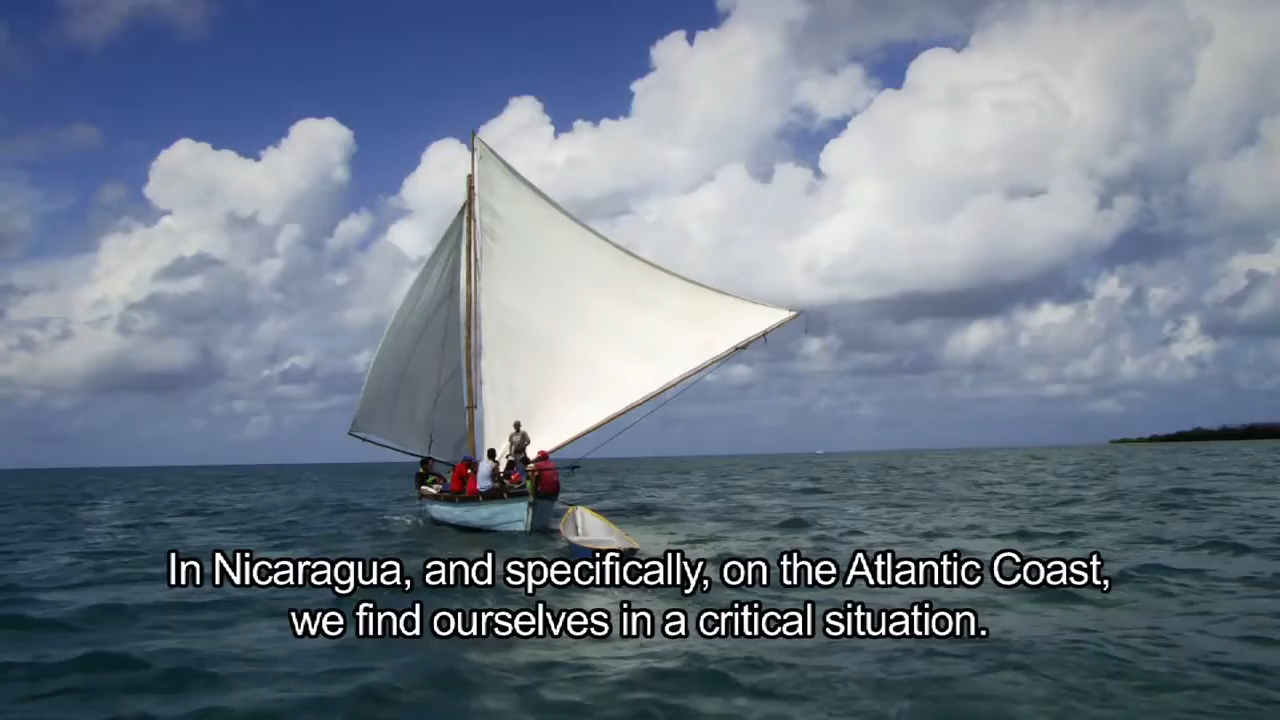 In Nicaragua, and specifically, on the Atlantic Coast,
we find ourselves in a critical situation.